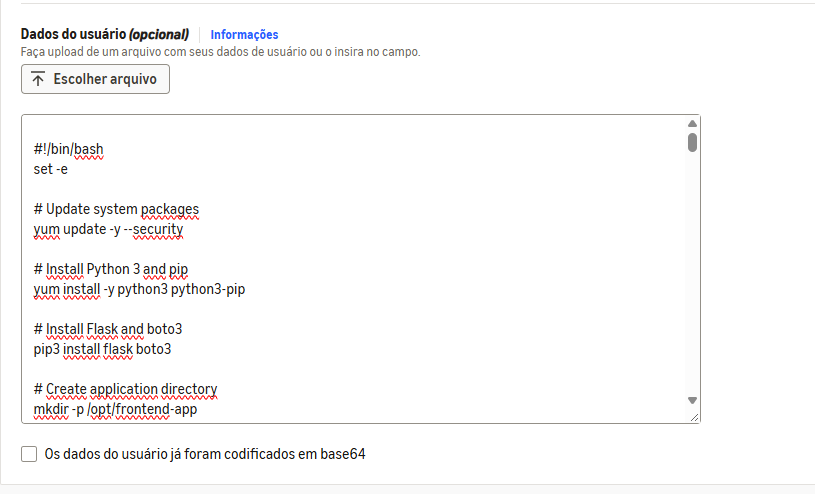 Dados do usuário (opcional) Informações
Faça upload de um arquivo com seus dados de usuário ou o insira no campo.
Escolher arquivo
#!/bin/bash
set -e
# Update system packages
yum update -y --security
# Install Python 3 and pip
yum install -y python3 python3-pip
# Install Flask and boto3
pip3 install flask boto3
# Create application directory
mkdir -p /opt/frontend-app
Os dados do usuário já foram codificados em base64